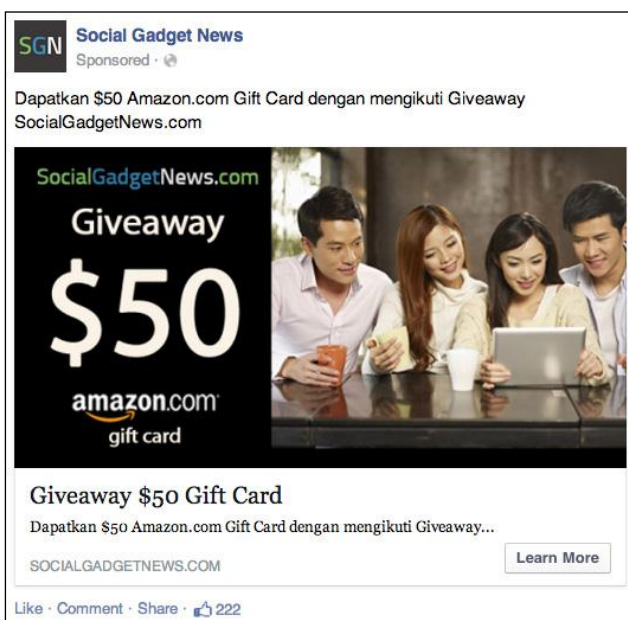 SGN
Social Gadget News
Sponsored ·
Dapatkan $50 Amazon.com Gift Card dengan mengikuti Giveaway
SocialGadgetNews.com
SocialGadgetNews.com
Giveaway
$50
amazon.com
gift card
Giveaway $50 Gift Card
Dapatkan $50 Amazon.com Gift Card dengan mengikuti Giveaway...
SOCIALGADGETNEWS.COM
Learn More
Like · Comment · Share · 222